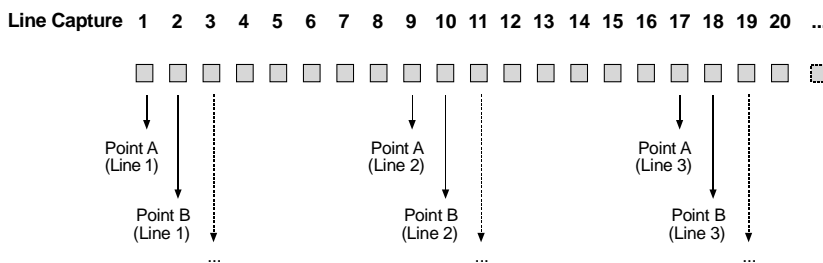 Line Capture 1 2 3 4 5 6 7 8 9 10 11 12 13 14 15 16 17 18 19 20 ...
Point A
(Line 1)
Point A
(Line 2)
Point A
(Line 3)
Point B
(Line 1)
Point B
(Line 2)
Point B
(Line 3)
... ... ...